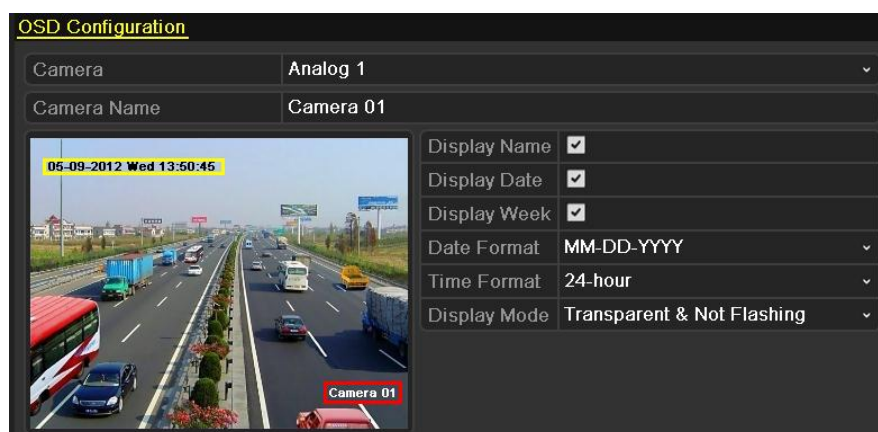 OSD Configuration
Camera Analog 1
Camera Name Camera 01
05-09-2012 Wed 13:50:45
Camera 01
Display Name
Display Date
Display Week
Date Format MM-DD-YYYY
Time Format 24-hour
Display Mode Transparent & Not Flashing